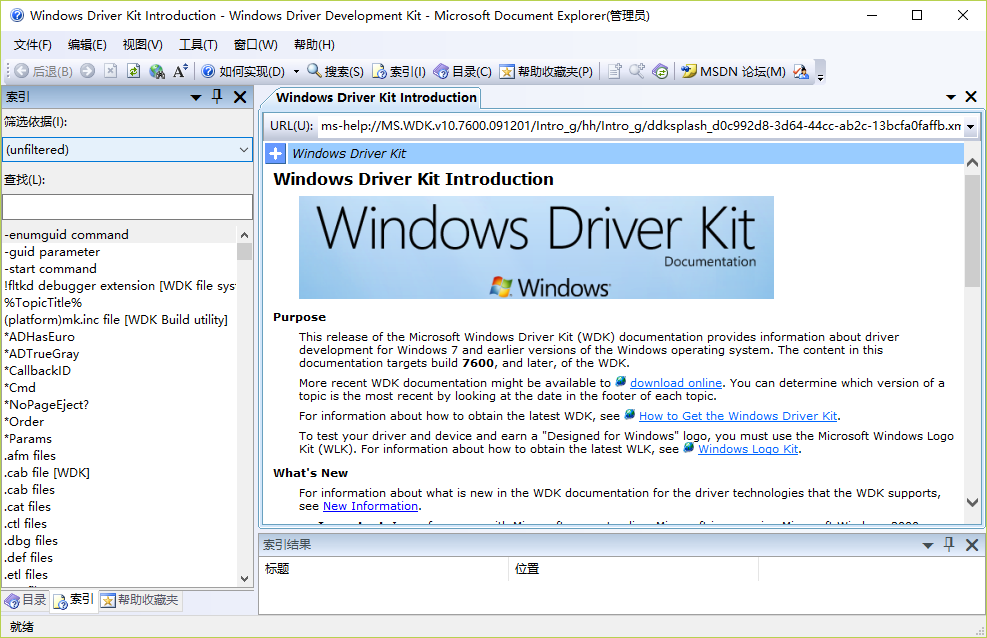 Windows Driver Kit Introduction - Windows Driver Development Kit - Microsoft Document Explorer(管理员)
文件(F) 编辑(E) 视图(V) 工具(T) 窗口(W) 帮助(H)
后退(B) 如何实现(D) 搜索(S) 索引(I) 目录(C) 帮助收藏夹(P) MSDN 论坛(M)
索引
筛选依据(I):
(unfiltered)
查找(L):
-enumguid command
-guid parameter
-start command
!fltkd debugger extension [WDK file sys
%TopicTitle%
(platform)mk.inc file [WDK Build utility]
*ADHasEuro
*ADTrueGray
*CallbackID
*Cmd
*NoPageEject?
*Order
*Params
.afm files
.cab file [WDK]
.cab files
.cat files
.ctl files
.dbg files
.def files
.etl files
目录 索引 帮助收藏夹
Windows Driver Kit Introduction
URL(U): ms-help://MS.WDK.v10.7600.091201/Intro_g/hh/Intro_g/ddksplash_d0c992d8-3d64-44cc-ab2c-13bcfa0faffb.xm
Windows Driver Kit
Windows Driver Kit Introduction
Windows Driver Kit
Documentation
Windows
Purpose
This release of the Microsoft Windows Driver Kit (WDK) documentation provides information about driver
development for Windows 7 and earlier versions of the Windows operating system. The content in this
documentation targets build 7600, and later, of the WDK.
More recent WDK documentation might be available to download online. You can determine which version of a
topic is the most recent by looking at the date in the footer of each topic.
For information about how to obtain the latest WDK, see How to Get the Windows Driver Kit.
To test your driver and device and earn a "Designed for Windows" logo, you must use the Microsoft Windows Logo
Kit (WLK). For information about how to obtain the latest WLK, see Windows Logo Kit.
What's New
For information about what is new in the WDK documentation for the driver technologies that the WDK supports,
see New Information.
索引结果
标题 位置
就绪